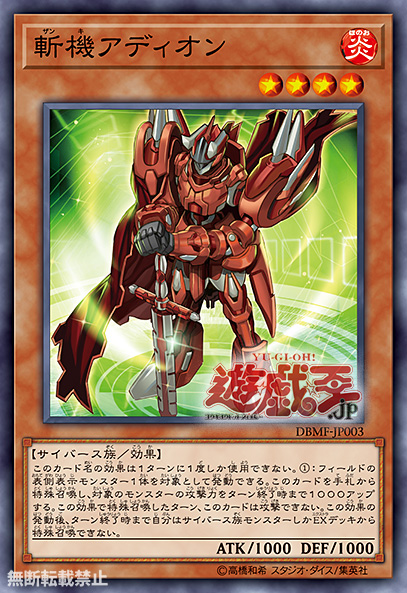 斬機アディオン
ザン キ
炎
ほのお
YU-GI-OH!
遊戯王.jp
DBMF-JP003
【サイバース族/効果】
このカード名の効果は1ターンに1度しか使用できない。①:フィールドの
表側表示モンスター1体を対象として発動できる。このカードを手札から
特殊召喚し、対象のモンスターの攻撃力をターン終了時まで1000アップ
する。この効果で特殊召喚したターン、このカードは攻撃できない。この効果の
発動後、ターン終了時まで自分はサイバース族モンスターしかEXデッキから
特殊召喚できない。
ATK/1000 DEF/1000
無断転載禁止
©高橋和希 スタジオ・ダイス/集英社